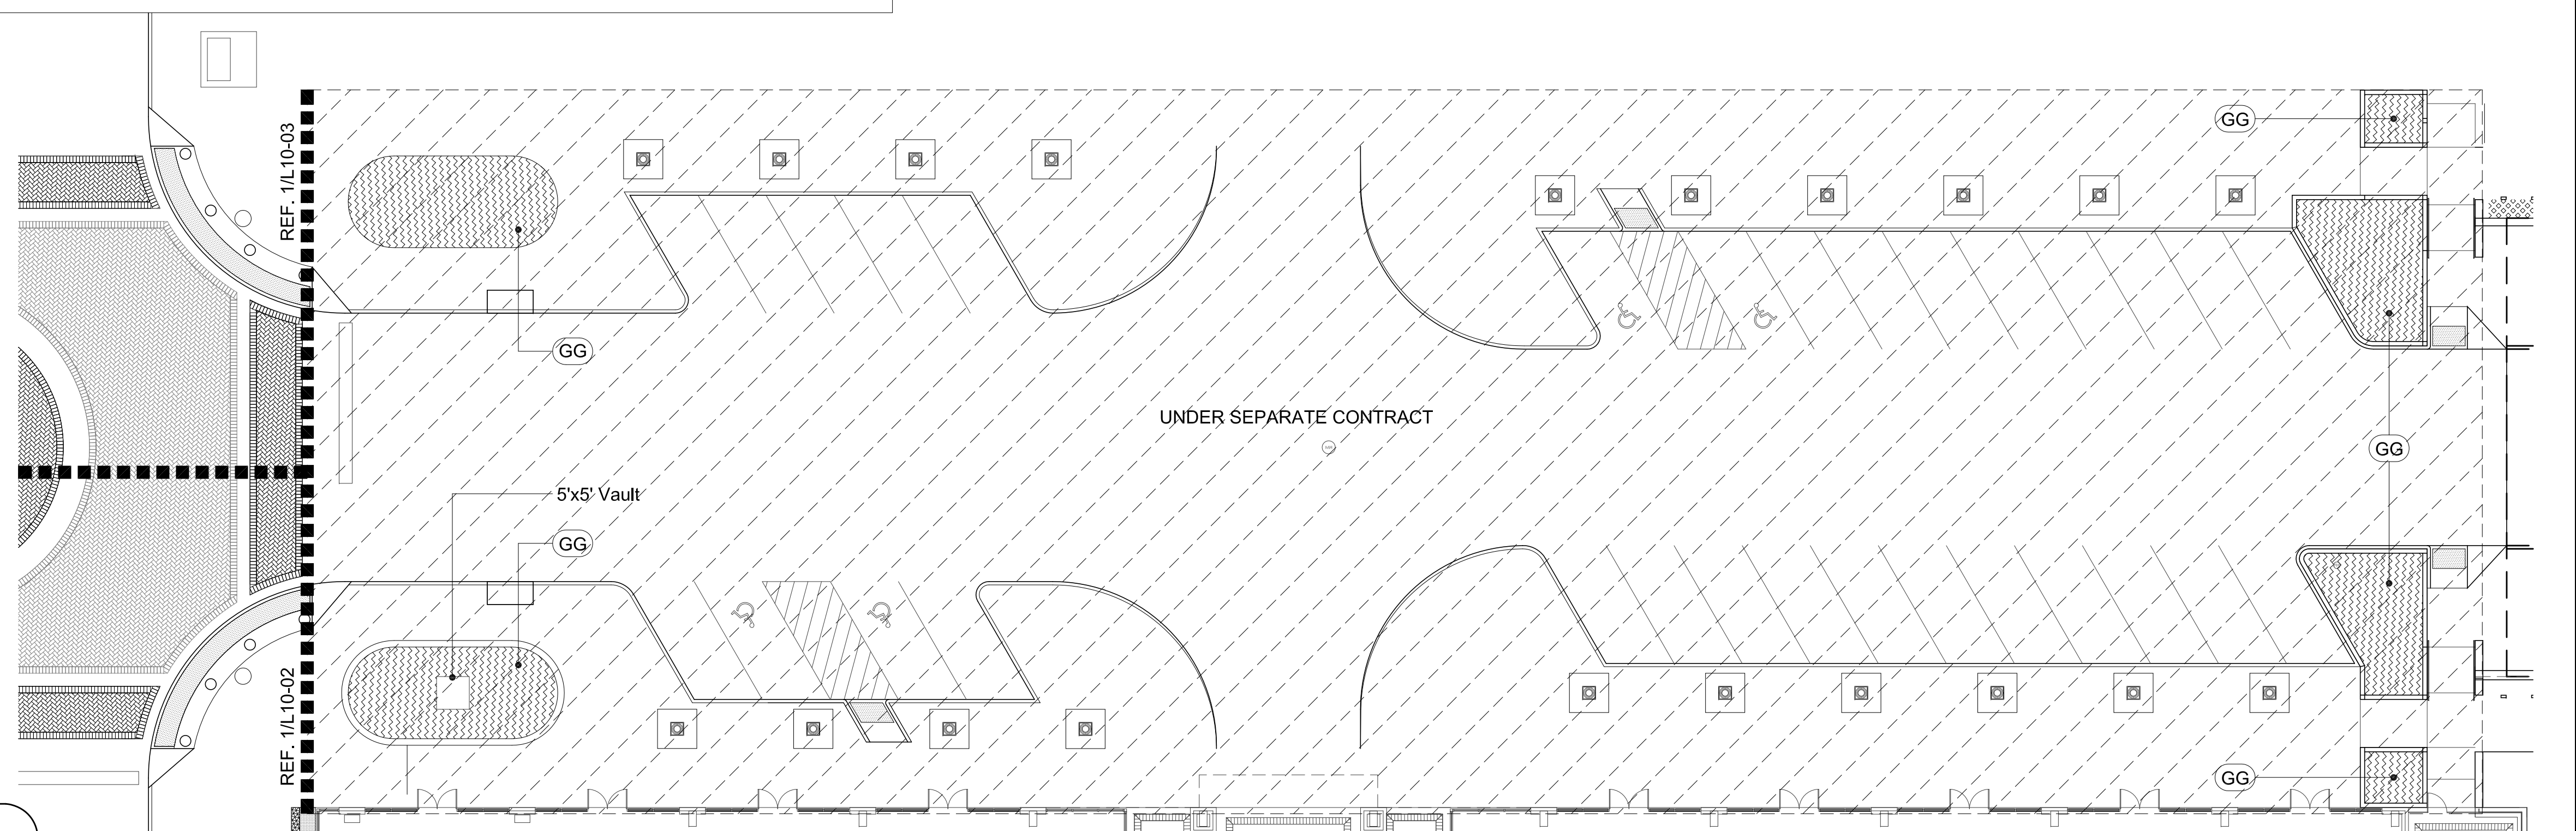 REF. 1/L10-03
GG
GG
GG
UNDER SEPARATE CONTRACT
GG
5'x5' Vault
GG
REF. 1/L10-02
GG